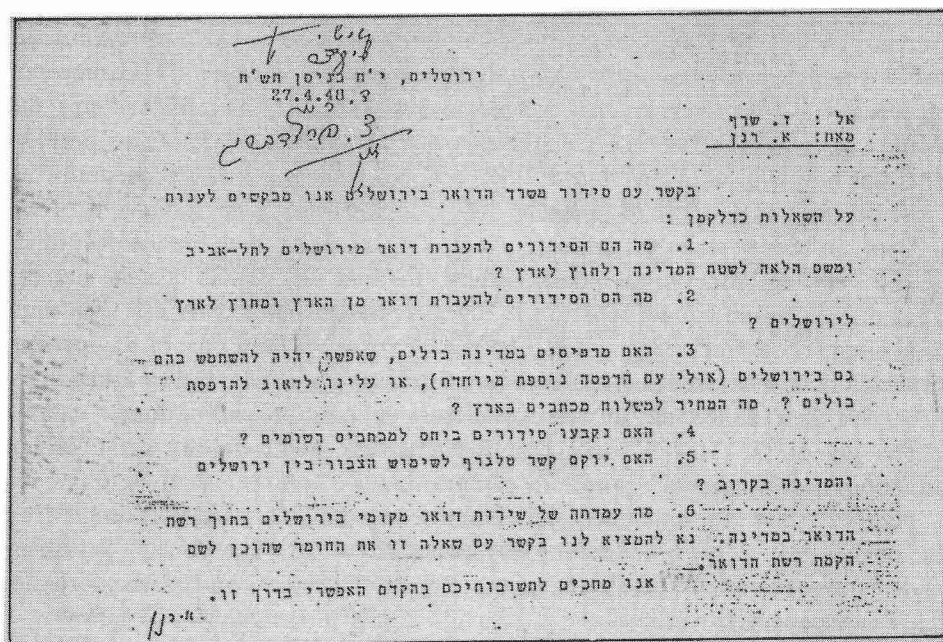 ירושלים, י"ח בניסן תש"ח
27.4.48
אל : ז. שרף
מאת: א. רנן
בקשר עם סידור משרד הדואר בירושלים אנו מבקשים לענות
על השאלות כדלקמן :
1. מה הם הסידורים להעברת דואר מירושלים לתל-אביב
ומשם הלאה לשטח המדינה ולחוץ לארץ ?
2. מה הם הסידורים להעברת דואר מן הארץ ומחוץ לארץ
לירושלים ?
3. האם מדפיסים במדינה בולים, שאפשר יהיה להשתמש בהם
גם בירושלים (אולי עם הדפסה נוספת מיוחדת), או עלינו לדאוג להדפסת
בולים ? מה המחיר למשלוח מכתבים בארץ ?
4. האם נקבעו סידורים ביחס למכתבים רשומים ?
5. האם יוקם קשר טלגרף לשימוש הצבור בין ירושלים
והמדינה בקרוב ?
6. מה עמדתה של שירות דואר מקומי בירושלים בתוך רשת
הדואר במדינה. נא להמציא לנו בקשר עם שאלה זו את החומר שהוכן לשם
הקמת רשת הדואר.
אנו מחכים לתשובותיכם בהקדם האפשרי בדרך זו.